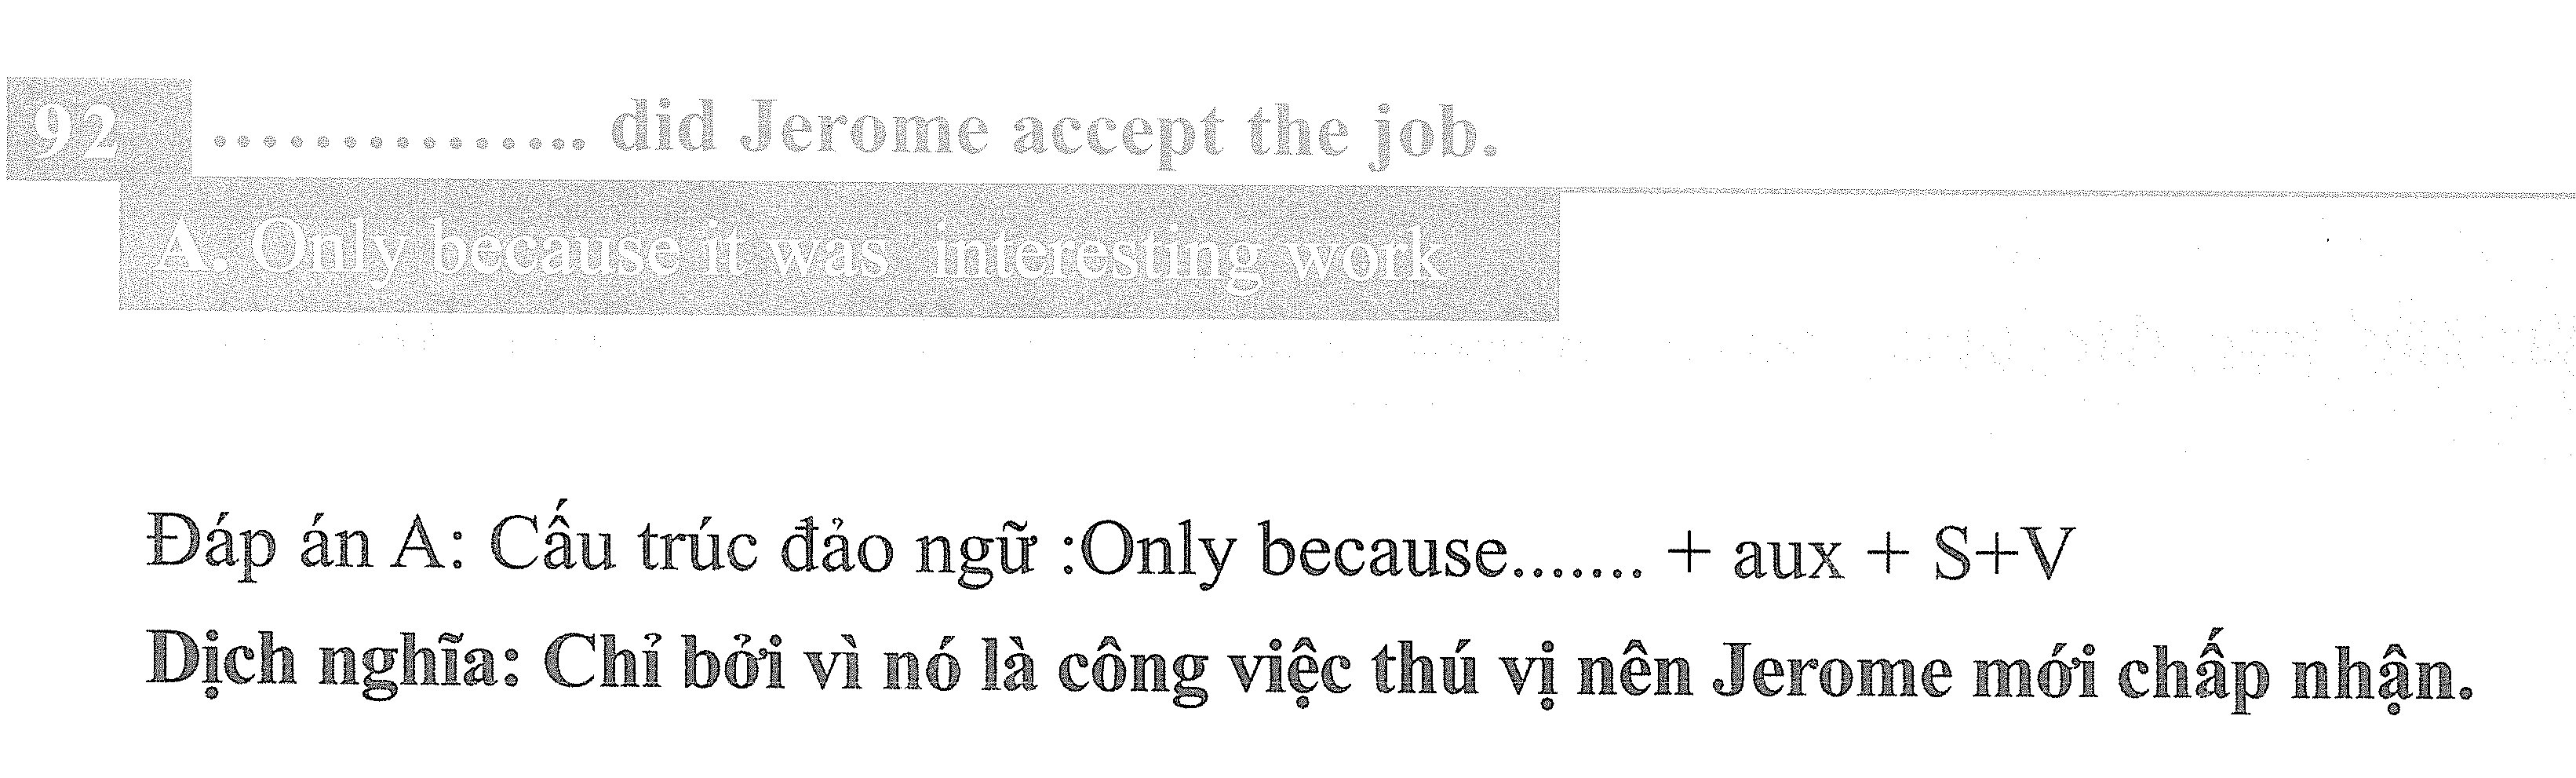 92 ............... did Jerome accept the job.
A. Only because it was interesting work
Đáp án A: Cấu trúc đảo ngữ :Only because....... + aux + S+V
Dịch nghĩa: Chỉ bởi vì nó là công việc thú vị nên Jerome mới chấp nhận.